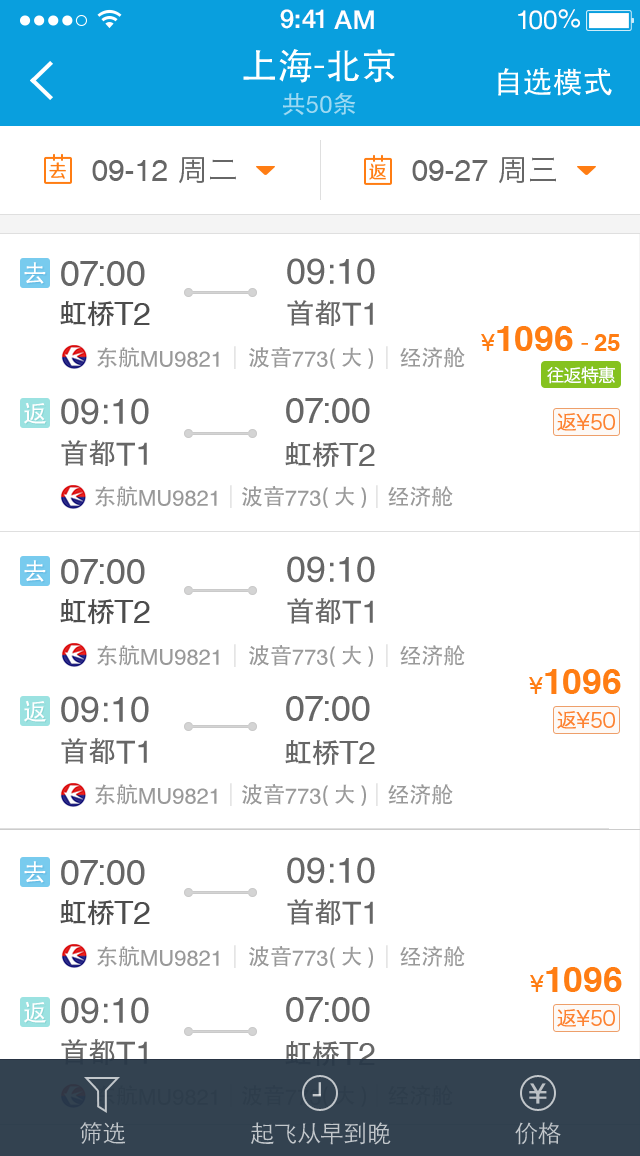 9:41 AM 100%
上海-北京
共50条
自选模式
去 09-12 周二 返 09-27 周三
去 07:00 09:10
虹桥T2 首都T1
¥1096 - 25
东航MU9821 波音773(大) 经济舱
往返特惠
返 09:10 07:00
返¥50
首都T1 虹桥T2
东航MU9821 波音773(大) 经济舱
去 07:00 09:10
虹桥T2 首都T1
东航MU9821 波音773(大) 经济舱
¥1096
返 09:10 07:00
返¥50
首都T1 虹桥T2
东航MU9821 波音773(大) 经济舱
去 07:00 09:10
虹桥T2 首都T1
东航MU9821 波音773(大) 经济舱
¥1096
返 09:10 07:00
返¥50
首都T1 虹桥T2
东航MU9821 波音773(大) 经济舱
筛选 起飞从早到晚 价格